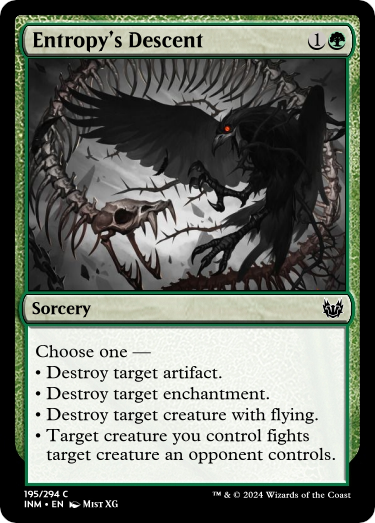 Entropy's Descent 1
Sorcery
Choose one —
• Destroy target artifact.
• Destroy target enchantment.
• Destroy target creature with flying.
• Target creature you control fights
target creature an opponent controls.
195/294 C
INM • EN Mist XG
™ & © 2024 Wizards of the Coast